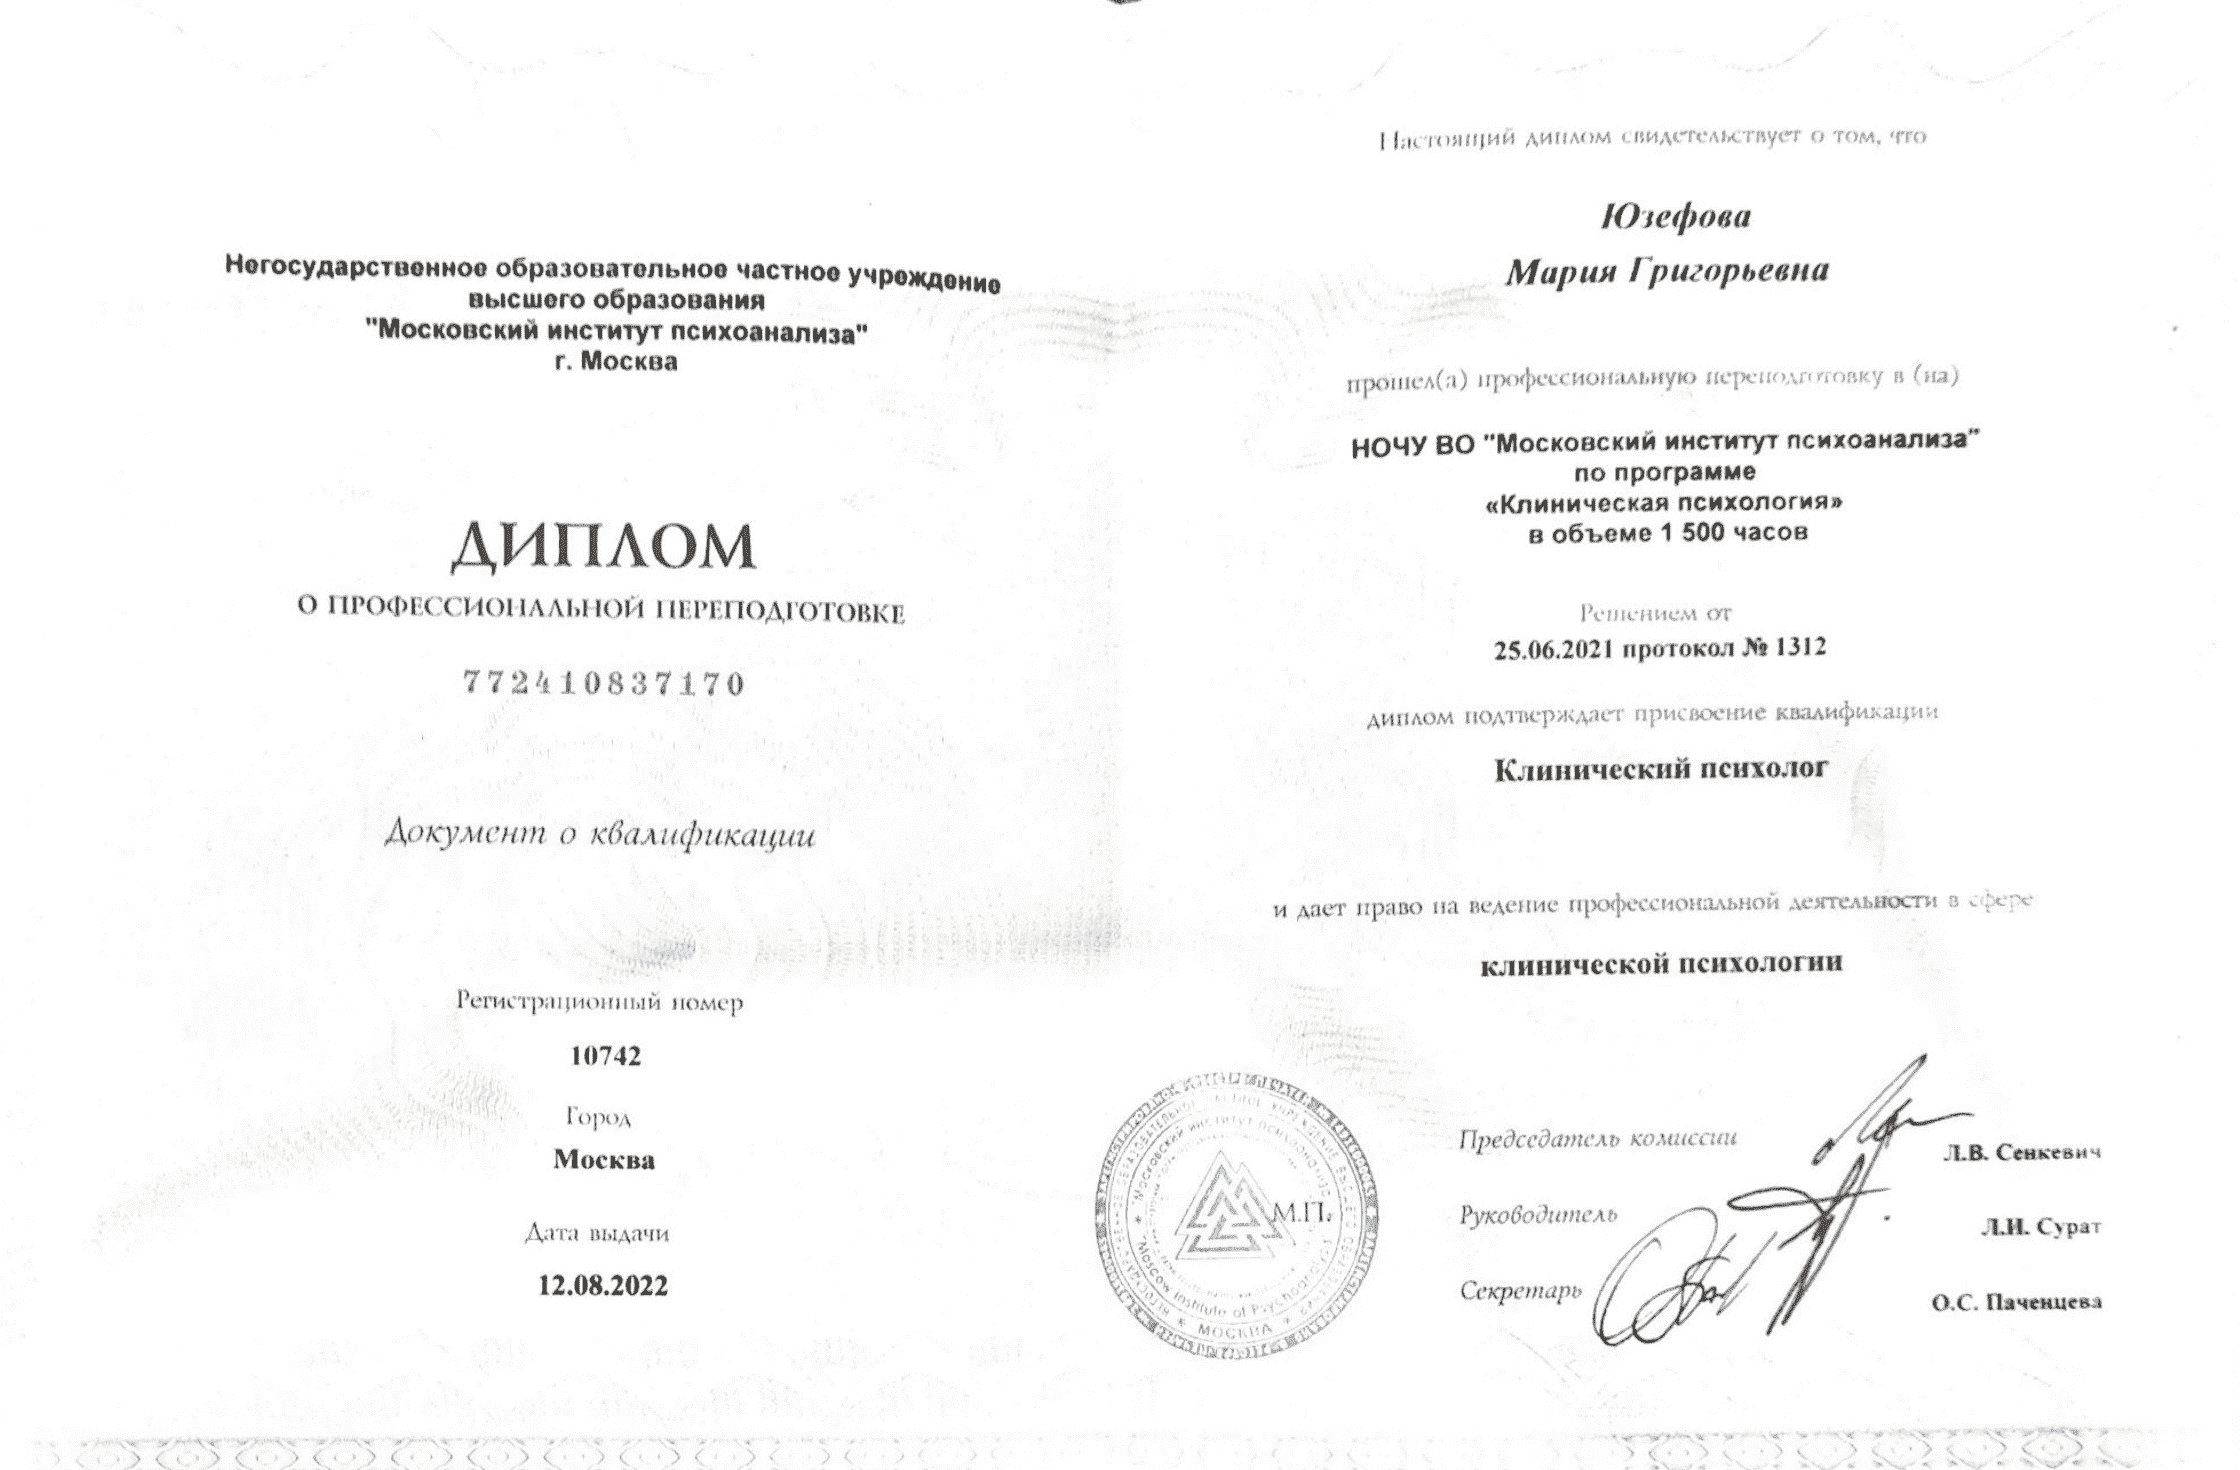 Негосударственное образовательное частное учреждение
высшего образования
"Московский институт психоанализа"
г. Москва
ДИПЛОМ
О ПРОФЕССИОНАЛЬНОЙ ПЕРЕПОДГОТОВКЕ
772410837170
Документ о квалификации
Регистрационный номер
10742
Город
Москва
Дата выдачи
12.08.2022
Настоящий диплом свидетельствует о том, что
Юзефова
Мария Григорьевна
прошел(а) профессиональную переподготовку в (на)
НОЧУ ВО "Московский институт психоанализа"
по программе
«Клиническая психология»
в объеме 1 500 часов
Решением от
25.06.2021 протокол № 1312
диплом подтверждает присвоение квалификации
Клинический психолог
и дает право на ведение профессиональной деятельности в сфере
клинической психологии
Председатель комиссии
Л.В. Сенкевич
М.П.
Руководитель
Л.И. Сурат
Секретарь
О.С. Паченцева
Московский институт психоанализа
Moscow Institute of Psychoanalysis
* МОСКВА *